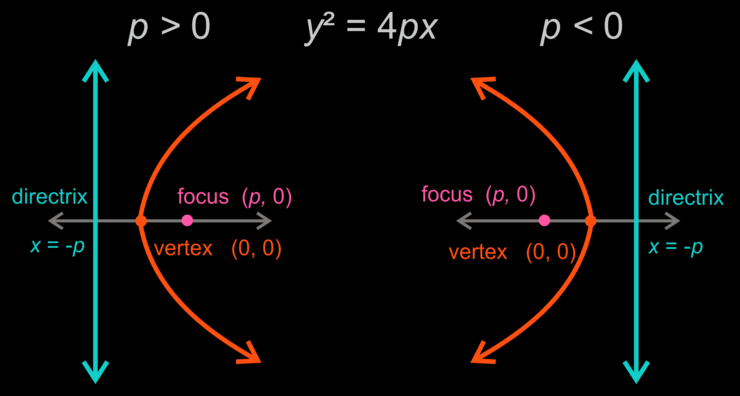 p > 0
y² = 4px
p < 0
directrix
focus (p, 0)
x = -p
vertex (0, 0)
focus (p, 0)
directrix
vertex (0, 0)
x = -p